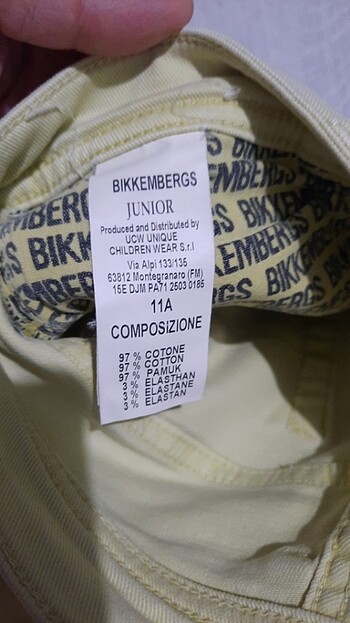 BIKKEMBERGS
JUNIOR
Produced and Distributed by
UCW UNIQUE
CHILDREN WEAR S.r.l
Via Alpi 133/135
63812 Montegranaro (FM)
15E DJM PA71 2503 0185
11A
COMPOSIZIONE
97 % COTONE
97 % COTTON
97 % PAMUK
3 % ELASTHAN
3 % ELASTANE
3 % ELASTAN